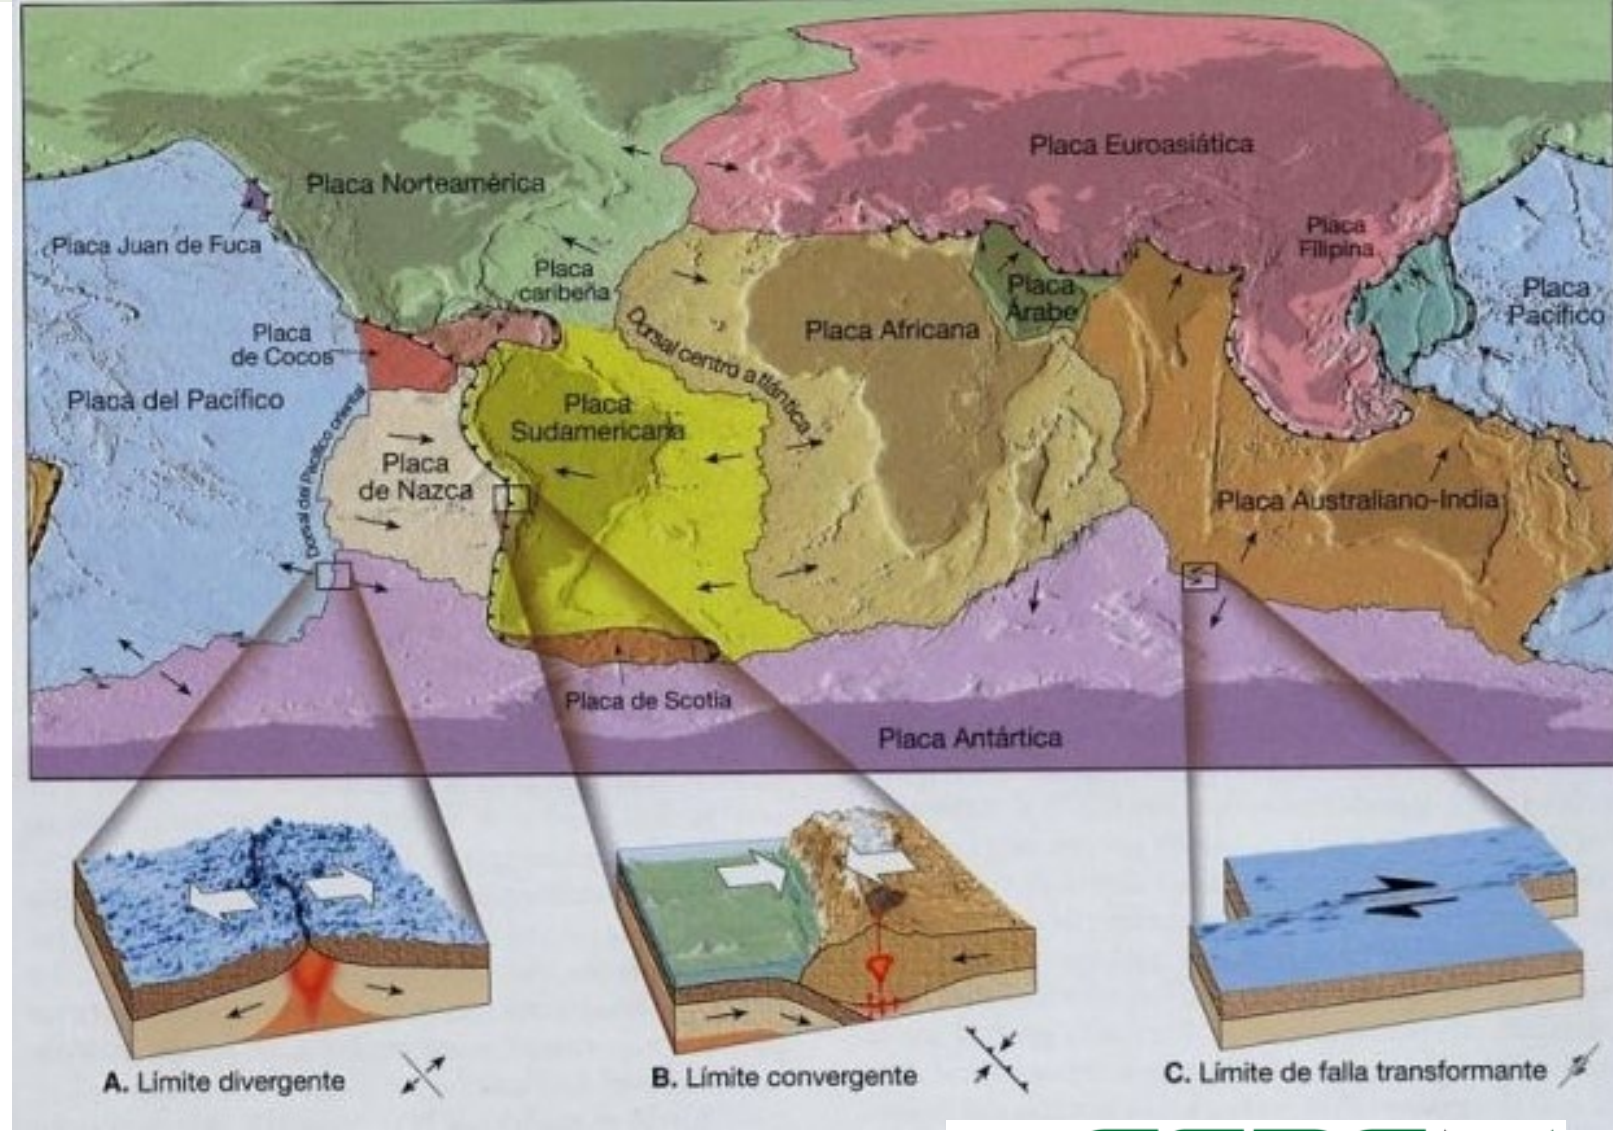 Placa Euroasiática
Placa Norteamérica
Placa Juan de Fuca
Placa
caribeña
Placa
Filipina
Placa
Árabe
Placa
Pacífico
Placa
de Cocos
Placa Africana
Dorsal centro atlántica
Placa del Pacífico
Dorsal del Pacífico oriental
Placa
Sudamericana
Placa
de Nazca
Placa Australiano-India
Placa de Scotia
Placa Antártica
A. Límite divergente
B. Límite convergente
C. Límite de falla transformante